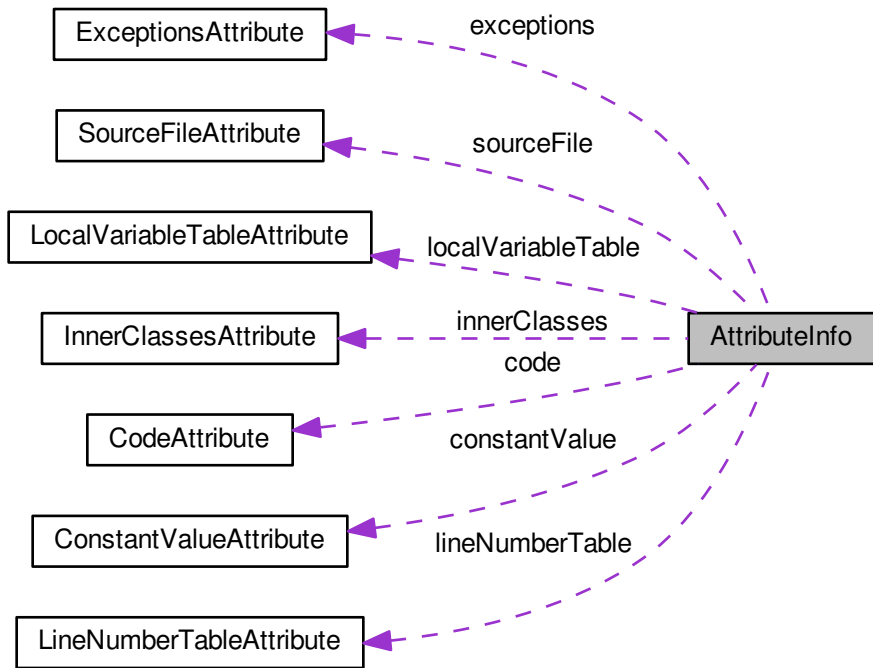 ExceptionsAttribute
exceptions
SourceFileAttribute
sourceFile
LocalVariableTableAttribute
localVariableTable
InnerClassesAttribute
innerClasses
AttributeInfo
code
CodeAttribute
constantValue
ConstantValueAttribute
lineNumberTable
LineNumberTableAttribute